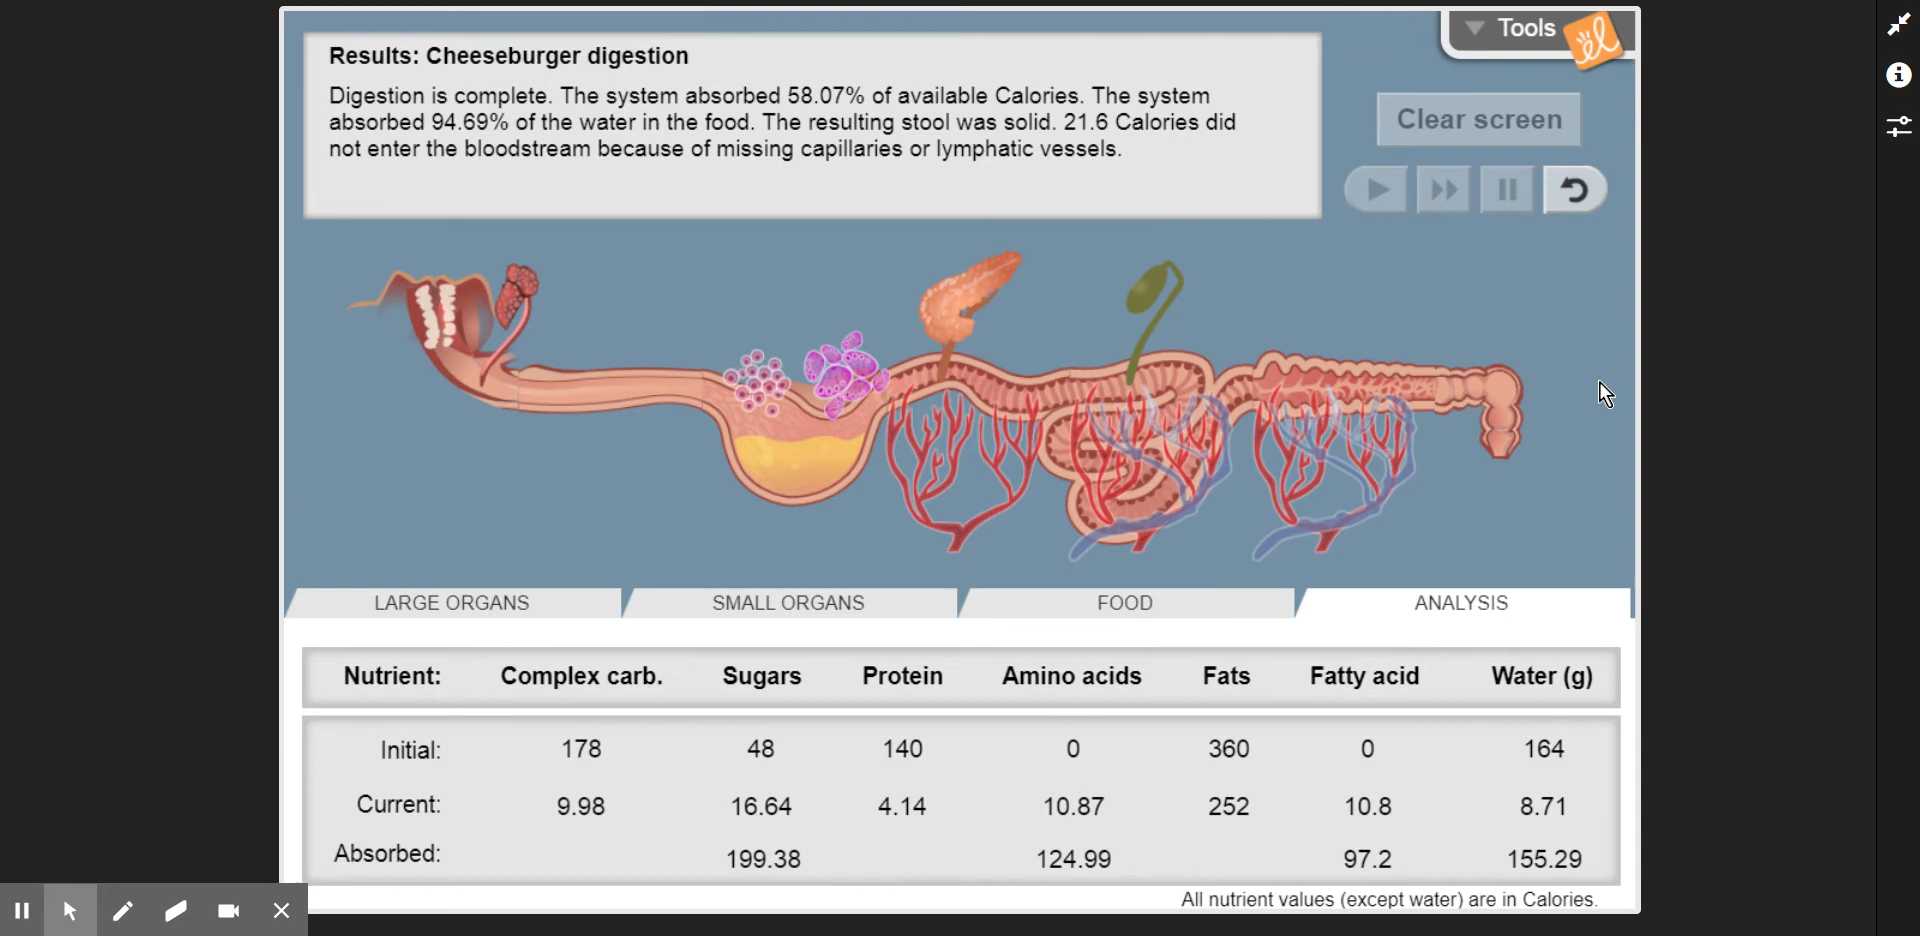 Tools
Results: Cheeseburger digestion
Digestion is complete. The system absorbed 58.07% of available Calories. The system
absorbed 94.69% of the water in the food. The resulting stool was solid. 21.6 Calories did
not enter the bloodstream because of missing capillaries or lymphatic vessels.
Clear screen
LARGE ORGANS SMALL ORGANS FOOD ANALYSIS
Nutrient: Complex carb. Sugars Protein Amino acids Fats Fatty acid Water (g)
Initial: 178 48 140 0 360 0 164
Current: 9.98 16.64 4.14 10.87 252 10.8 8.71
Absorbed: 199.38 124.99 97.2 155.29
All nutrient values (except water) are in Calories.